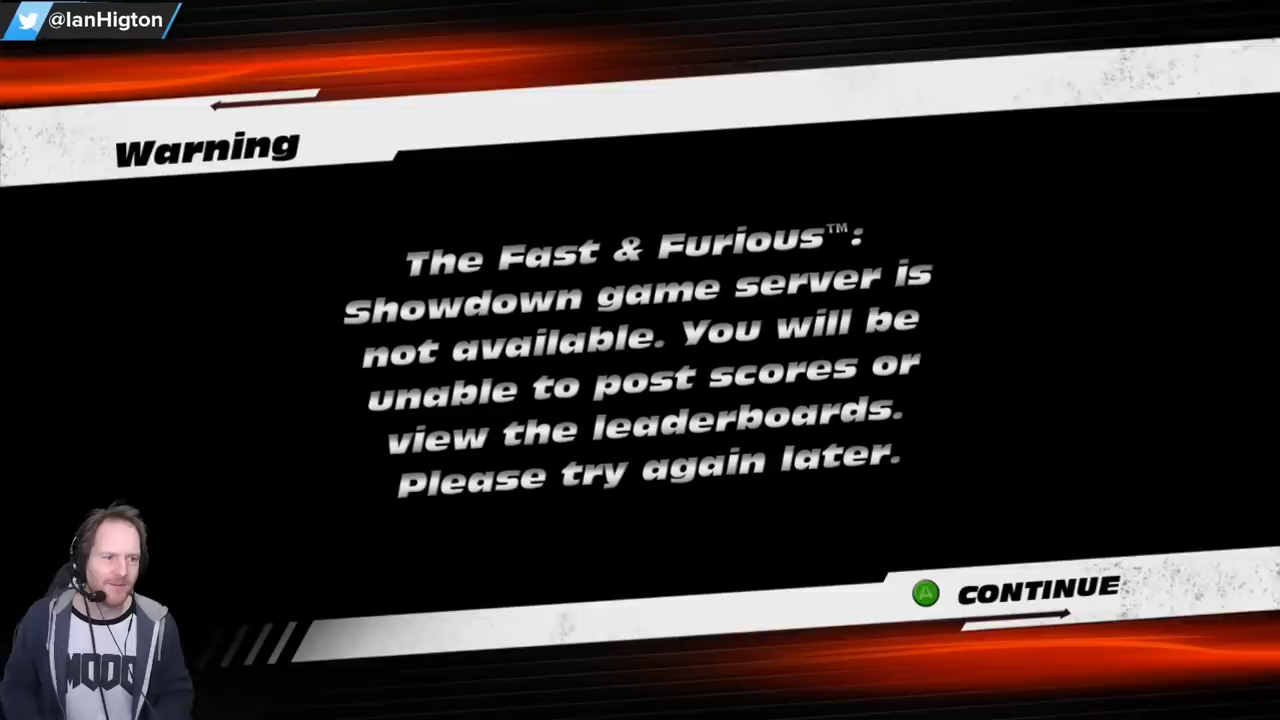 @IanHigton
Warning
The Fast & Furious™:
Showdown game server is
not available. You will be
unable to post scores or
view the leaderboards.
Please try again later.
A CONTINUE
MOOD